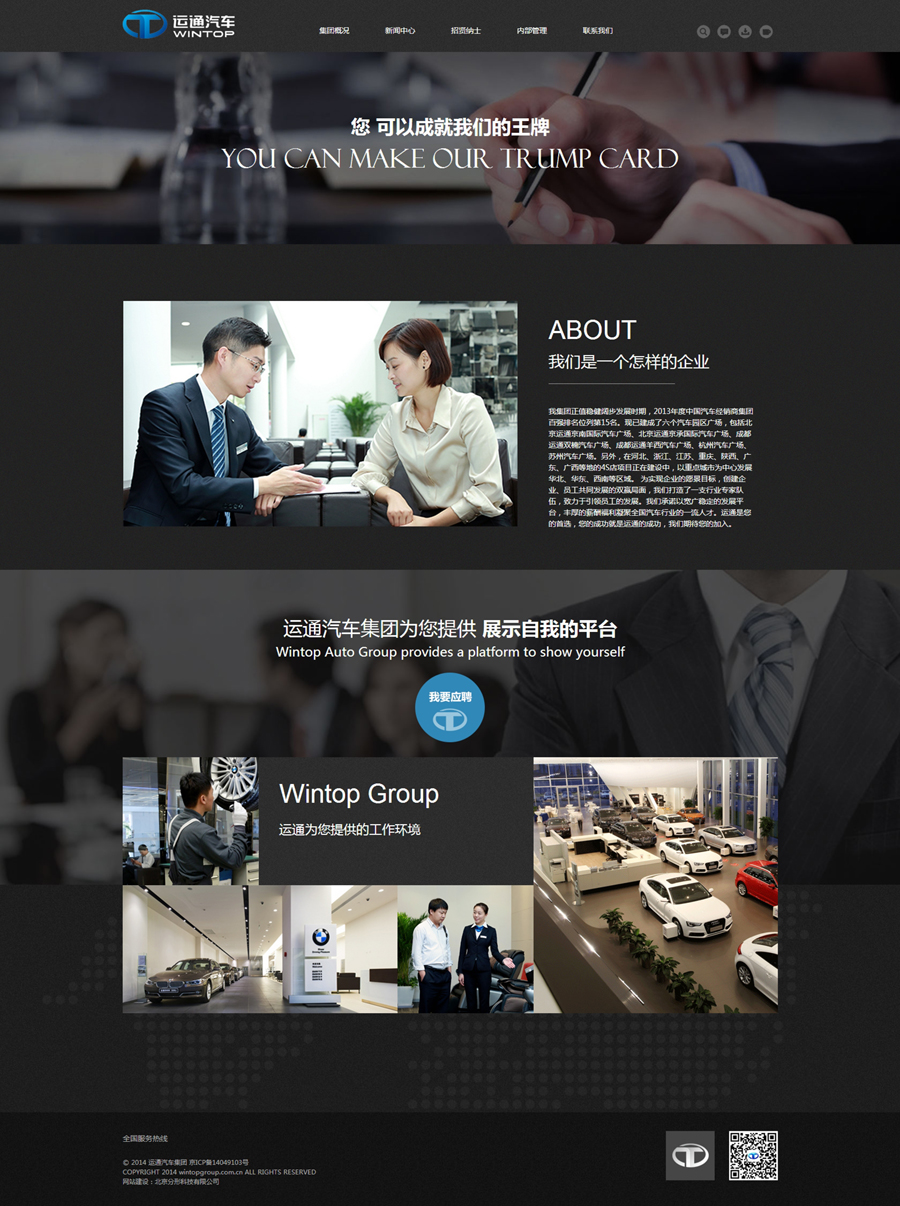 运通汽车
WINTOP
集团概况 新闻中心 招贤纳士 内部管理 联系我们
您 可以成就我们的王牌
YOU CAN MAKE OUR TRUMP CARD
ABOUT
我们是一个怎样的企业
我集团正值稳健阔步发展时期，2013年度中国汽车经销商集团
百强排名位列第15名。现已建成了六个汽车园区广场，包括北
京运通京南国际汽车广场、北京运通京承国际汽车广场、成都
运通双楠汽车广场、成都运通羊西汽车广场、杭州汽车广场、
苏州汽车广场。另外，在河北、浙江、江苏、重庆、陕西、广
东、广西等地的4S店项目正在建设中，以重点城市为中心发展
华北、华东、西南等区域。 为实现企业的愿景目标，创建企
业、员工共同发展的双赢局面，我们打造了一支行业专家队
伍，致力于引领员工的发展。我们承诺以宽广稳定的发展平
台，丰厚的薪酬福利凝聚全国汽车行业的一流人才。运通是您
的首选，您的成功就是运通的成功，我们期待您的加入。
运通汽车集团为您提供 展示自我的平台
Wintop Auto Group provides a platform to show yourself
我要应聘
Wintop Group
运通为您提供的工作环境
全国服务热线
© 2014 运通汽车集团 京ICP备14049103号
COPYRIGHT 2014 wintopgroup.com.cn ALL RIGHTS RESERVED
网站建设：北京分形科技有限公司